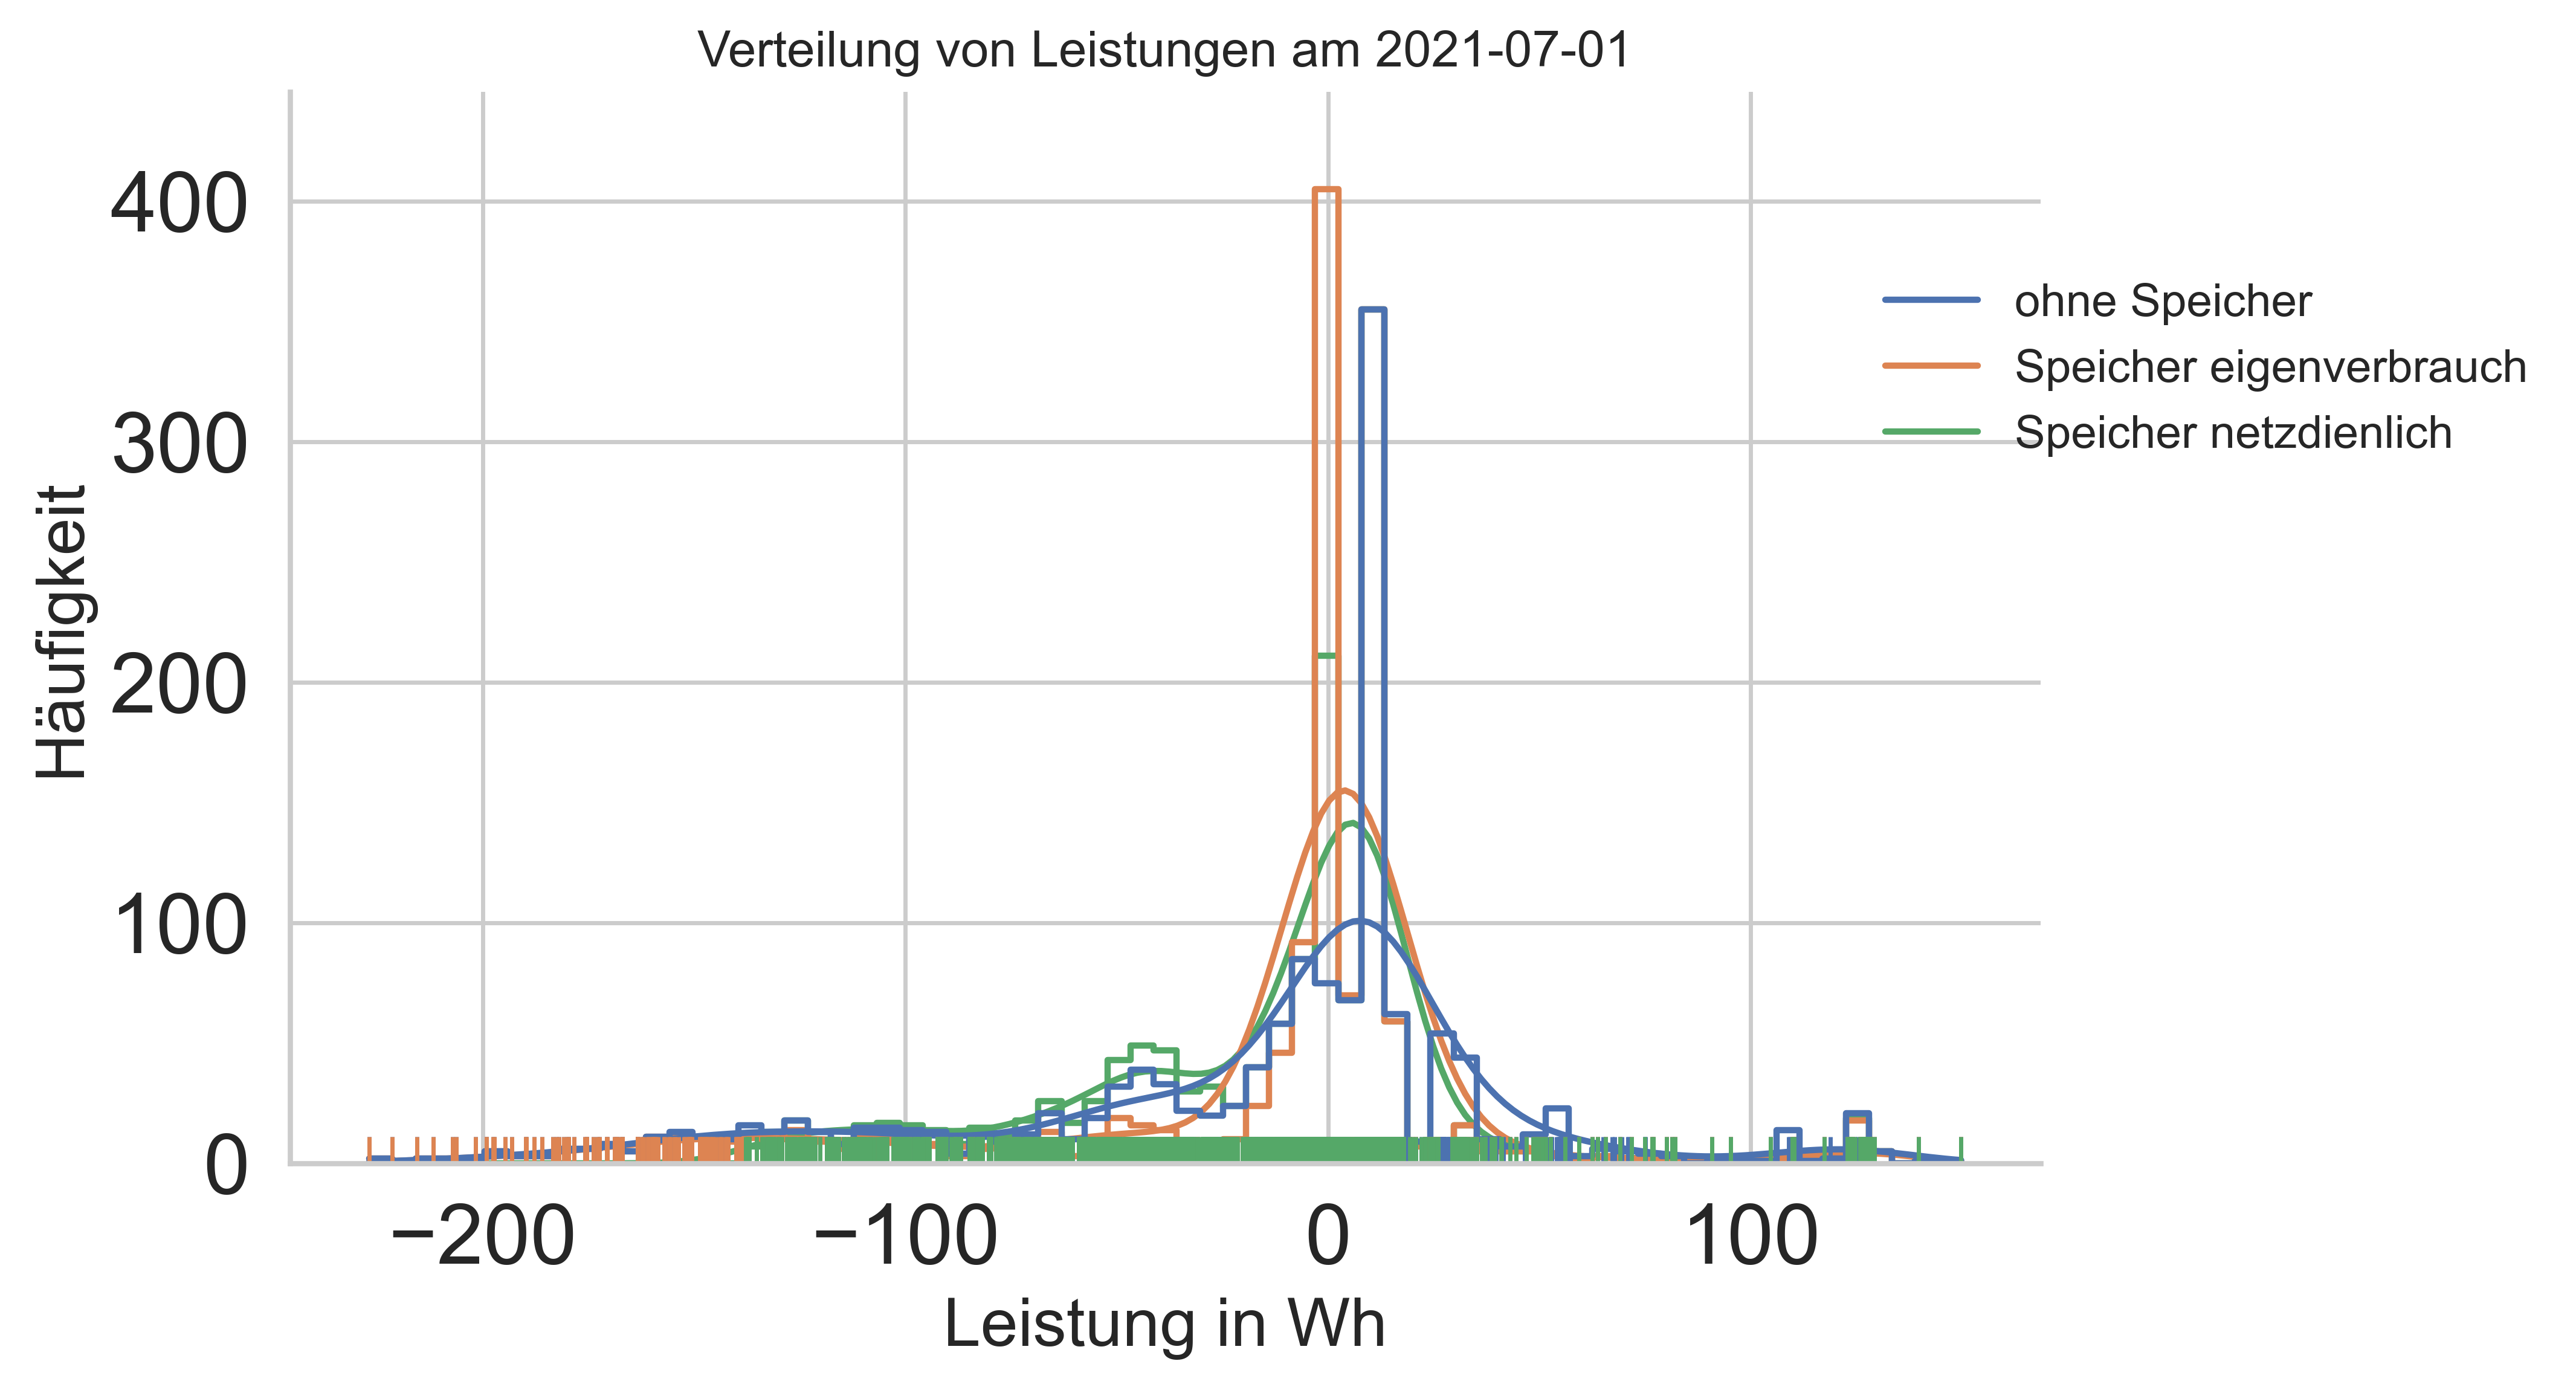 Verteilung von Leistungen am 2021-07-01
400
300
200
100
0
Häufigkeit
−200
−100
0
100
Leistung in Wh
ohne Speicher
Speicher eigenverbrauch
Speicher netzdienlich